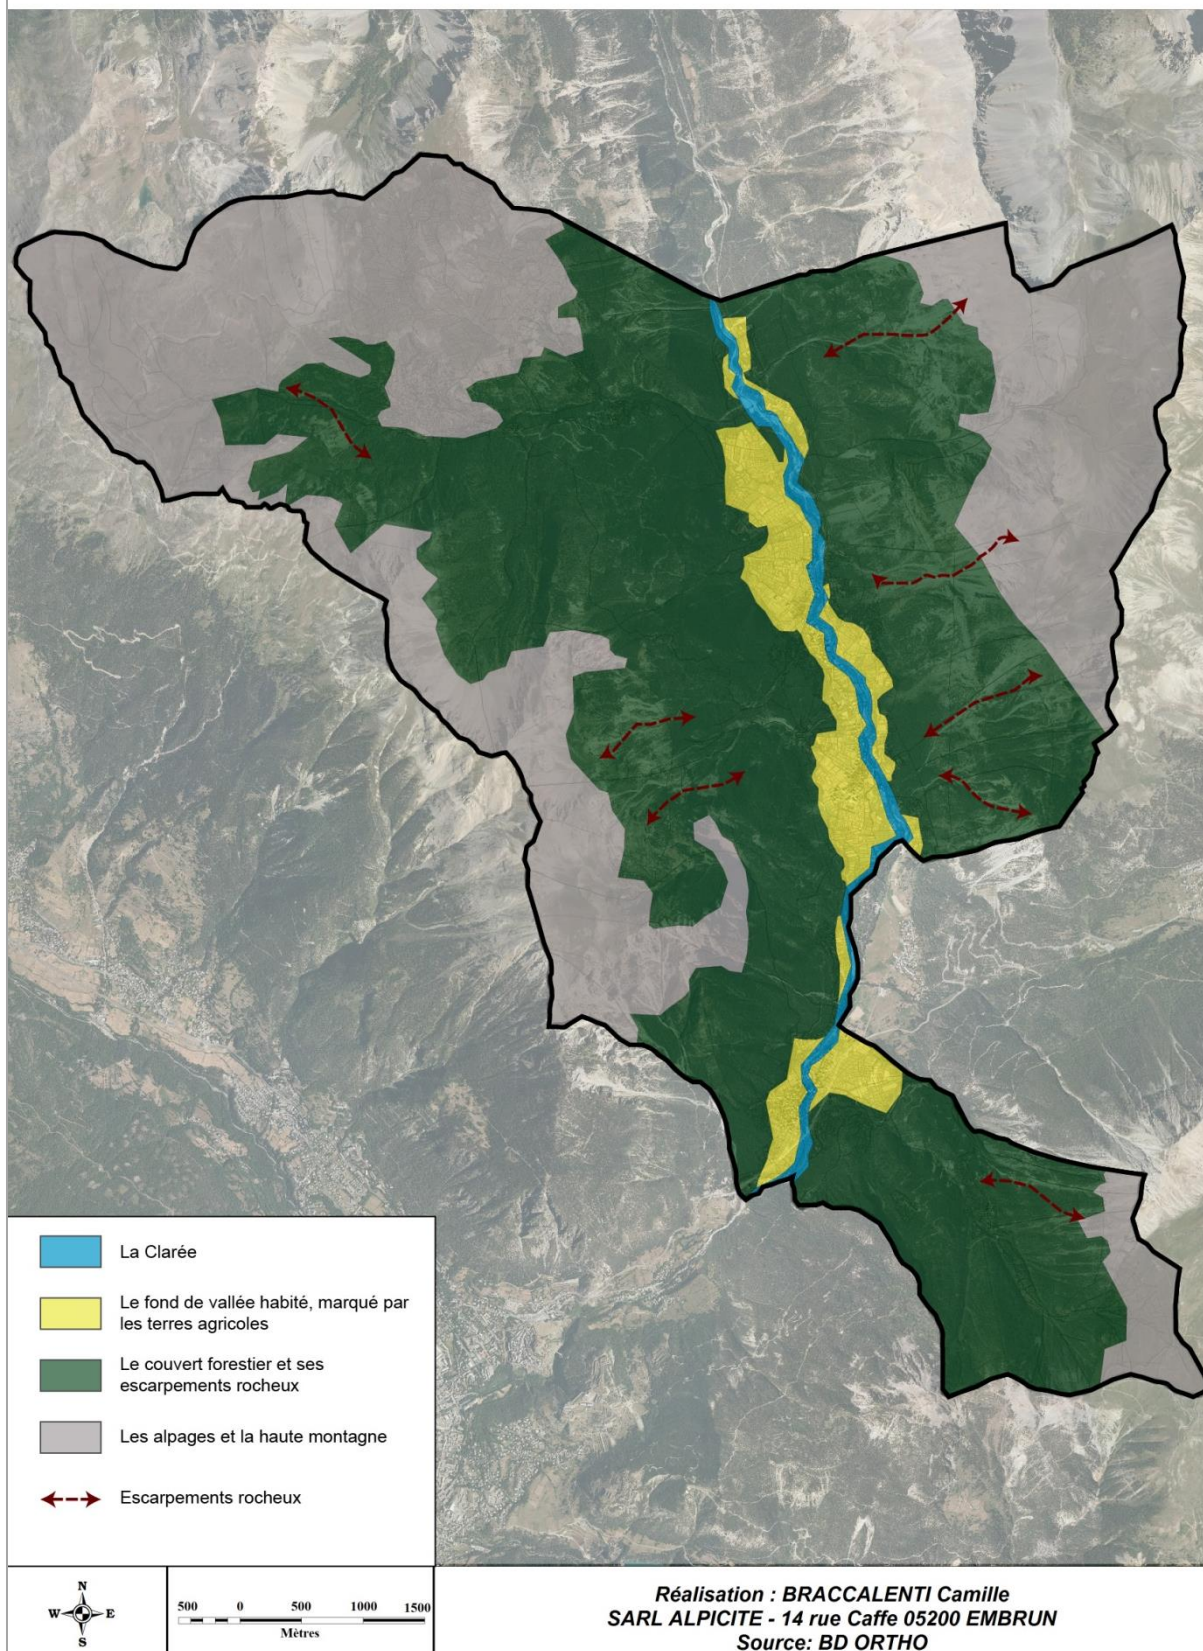 La Clarée
Le fond de vallée habité, marqué par
les terres agricoles
Le couvert forestier et ses
escarpements rocheux
Les alpages et la haute montagne
Escarpements rocheux
N
W E
S
500 0 500 1000 1500
Mètres
Réalisation : BRACCALENTI Camille
SARL ALPICITE - 14 rue Caffe 05200 EMBRUN
Source: BD ORTHO